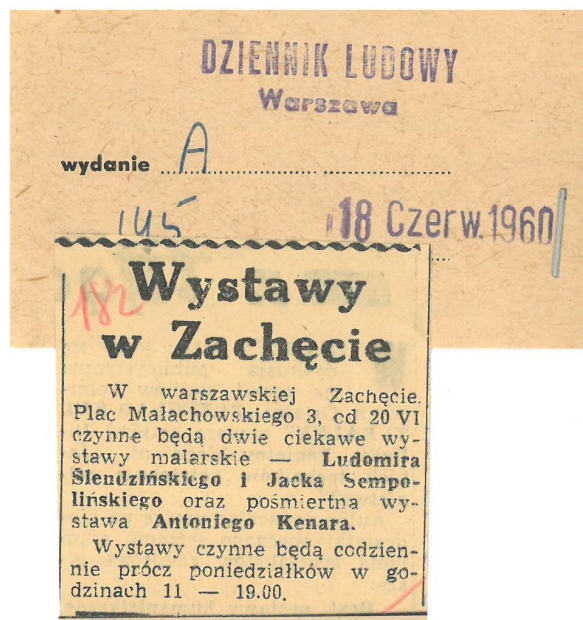 DZIENNIK LUDOWY
Warszawa
wydanie A
145
18 Czerw. 1960
182
Wystawy
w Zachęcie
W warszawskiej Zachęcie.
Plac Małachowskiego 3, od 20 VI
czynne będą dwie ciekawe wy-
stawy malarskie — Ludomira
Slendzińskiego i Jacka Sempo-
lińskiego oraz pośmiertna wy-
stawa Antoniego Kenara.
Wystawy czynne będą codzien-
nie prócz poniedziałków w go-
dzinach 11 — 19.00.